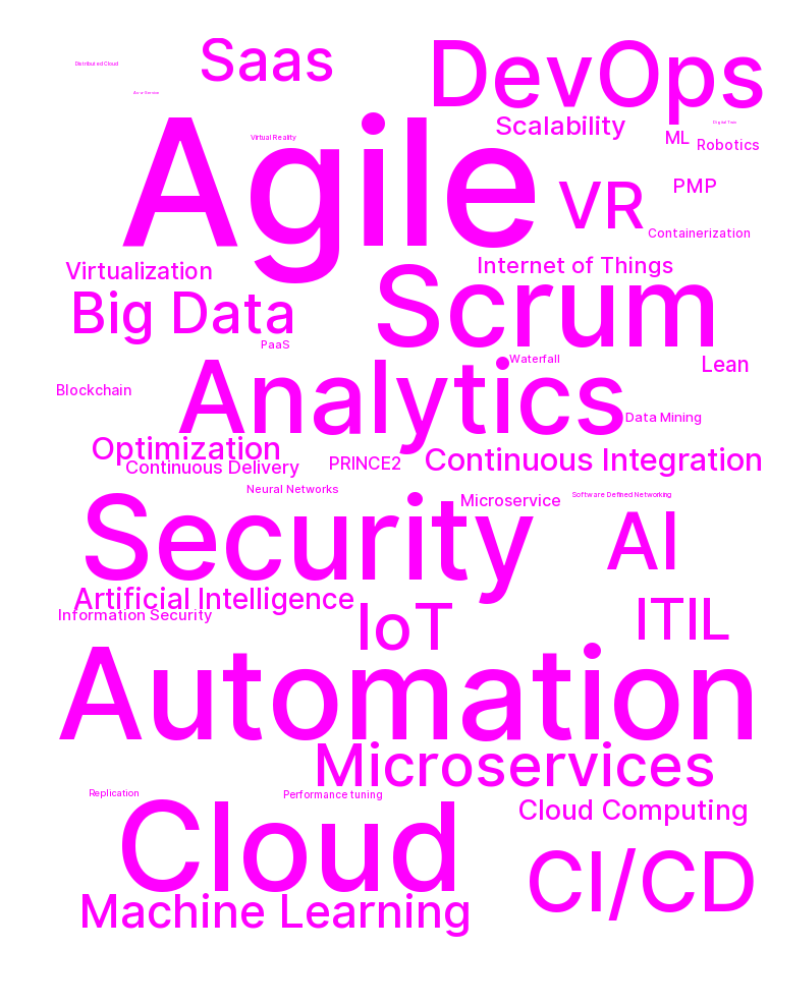 Saas
DevOps
Distributed Cloud
Scalability
Virtual Reality
ML
Robotics
Agile
VR
PMP
Containerization
Virtualization
Internet of Things
Big Data
Scrum
PaaS
Waterfall
Lean
Analytics
Blockchain
Data Mining
Optimization
Continuous Delivery
PRINCE2
Continuous Integration
Neural Networks
Microservice
Software Defined Networking
Security
AI
Artificial Intelligence
Information Security
IoT
ITIL
Automation
Microservices
Replication
Performance tuning
Cloud
Cloud Computing
CI/CD
Machine Learning